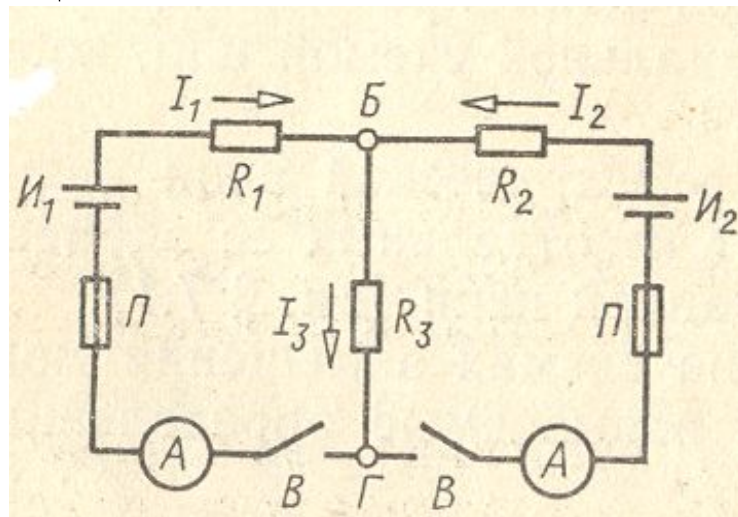 I₁ Б I₂
R₁ R₂
И₁ И₂
П I₃ R₃ П
А В Г В А